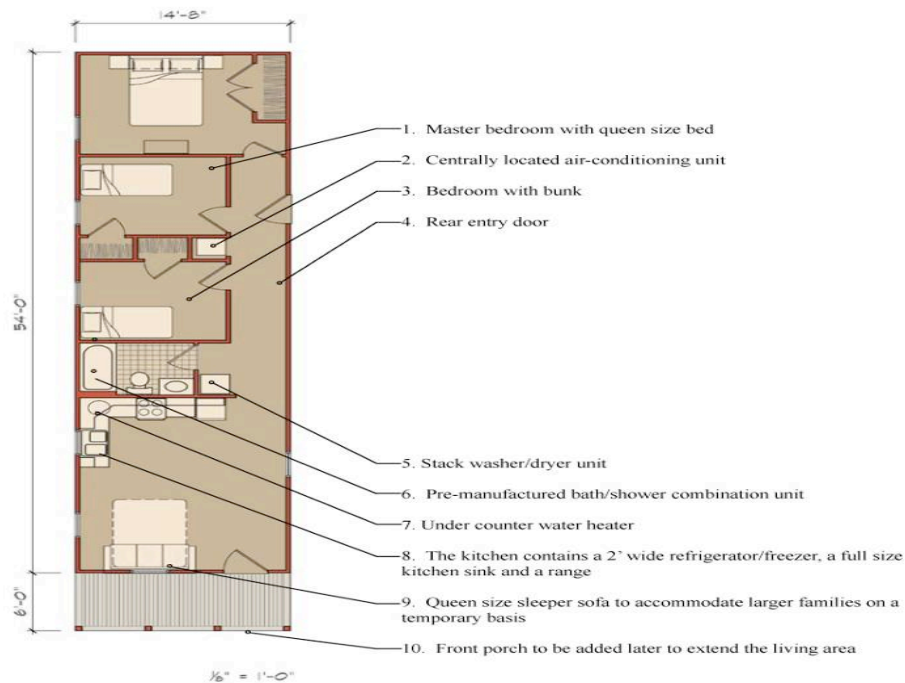 14'-8"
1. Master bedroom with queen size bed
2. Centrally located air-conditioning unit
3. Bedroom with bunk
4. Rear entry door
54'-0"
5. Stack washer/dryer unit
6. Pre-manufactured bath/shower combination unit
7. Under counter water heater
8. The kitchen contains a 2' wide refrigerator/freezer, a full size
kitchen sink and a range
9. Queen size sleeper sofa to accommodate larger families on a
temporary basis
6'-0"
10. Front porch to be added later to extend the living area
⅛" = 1'-0"